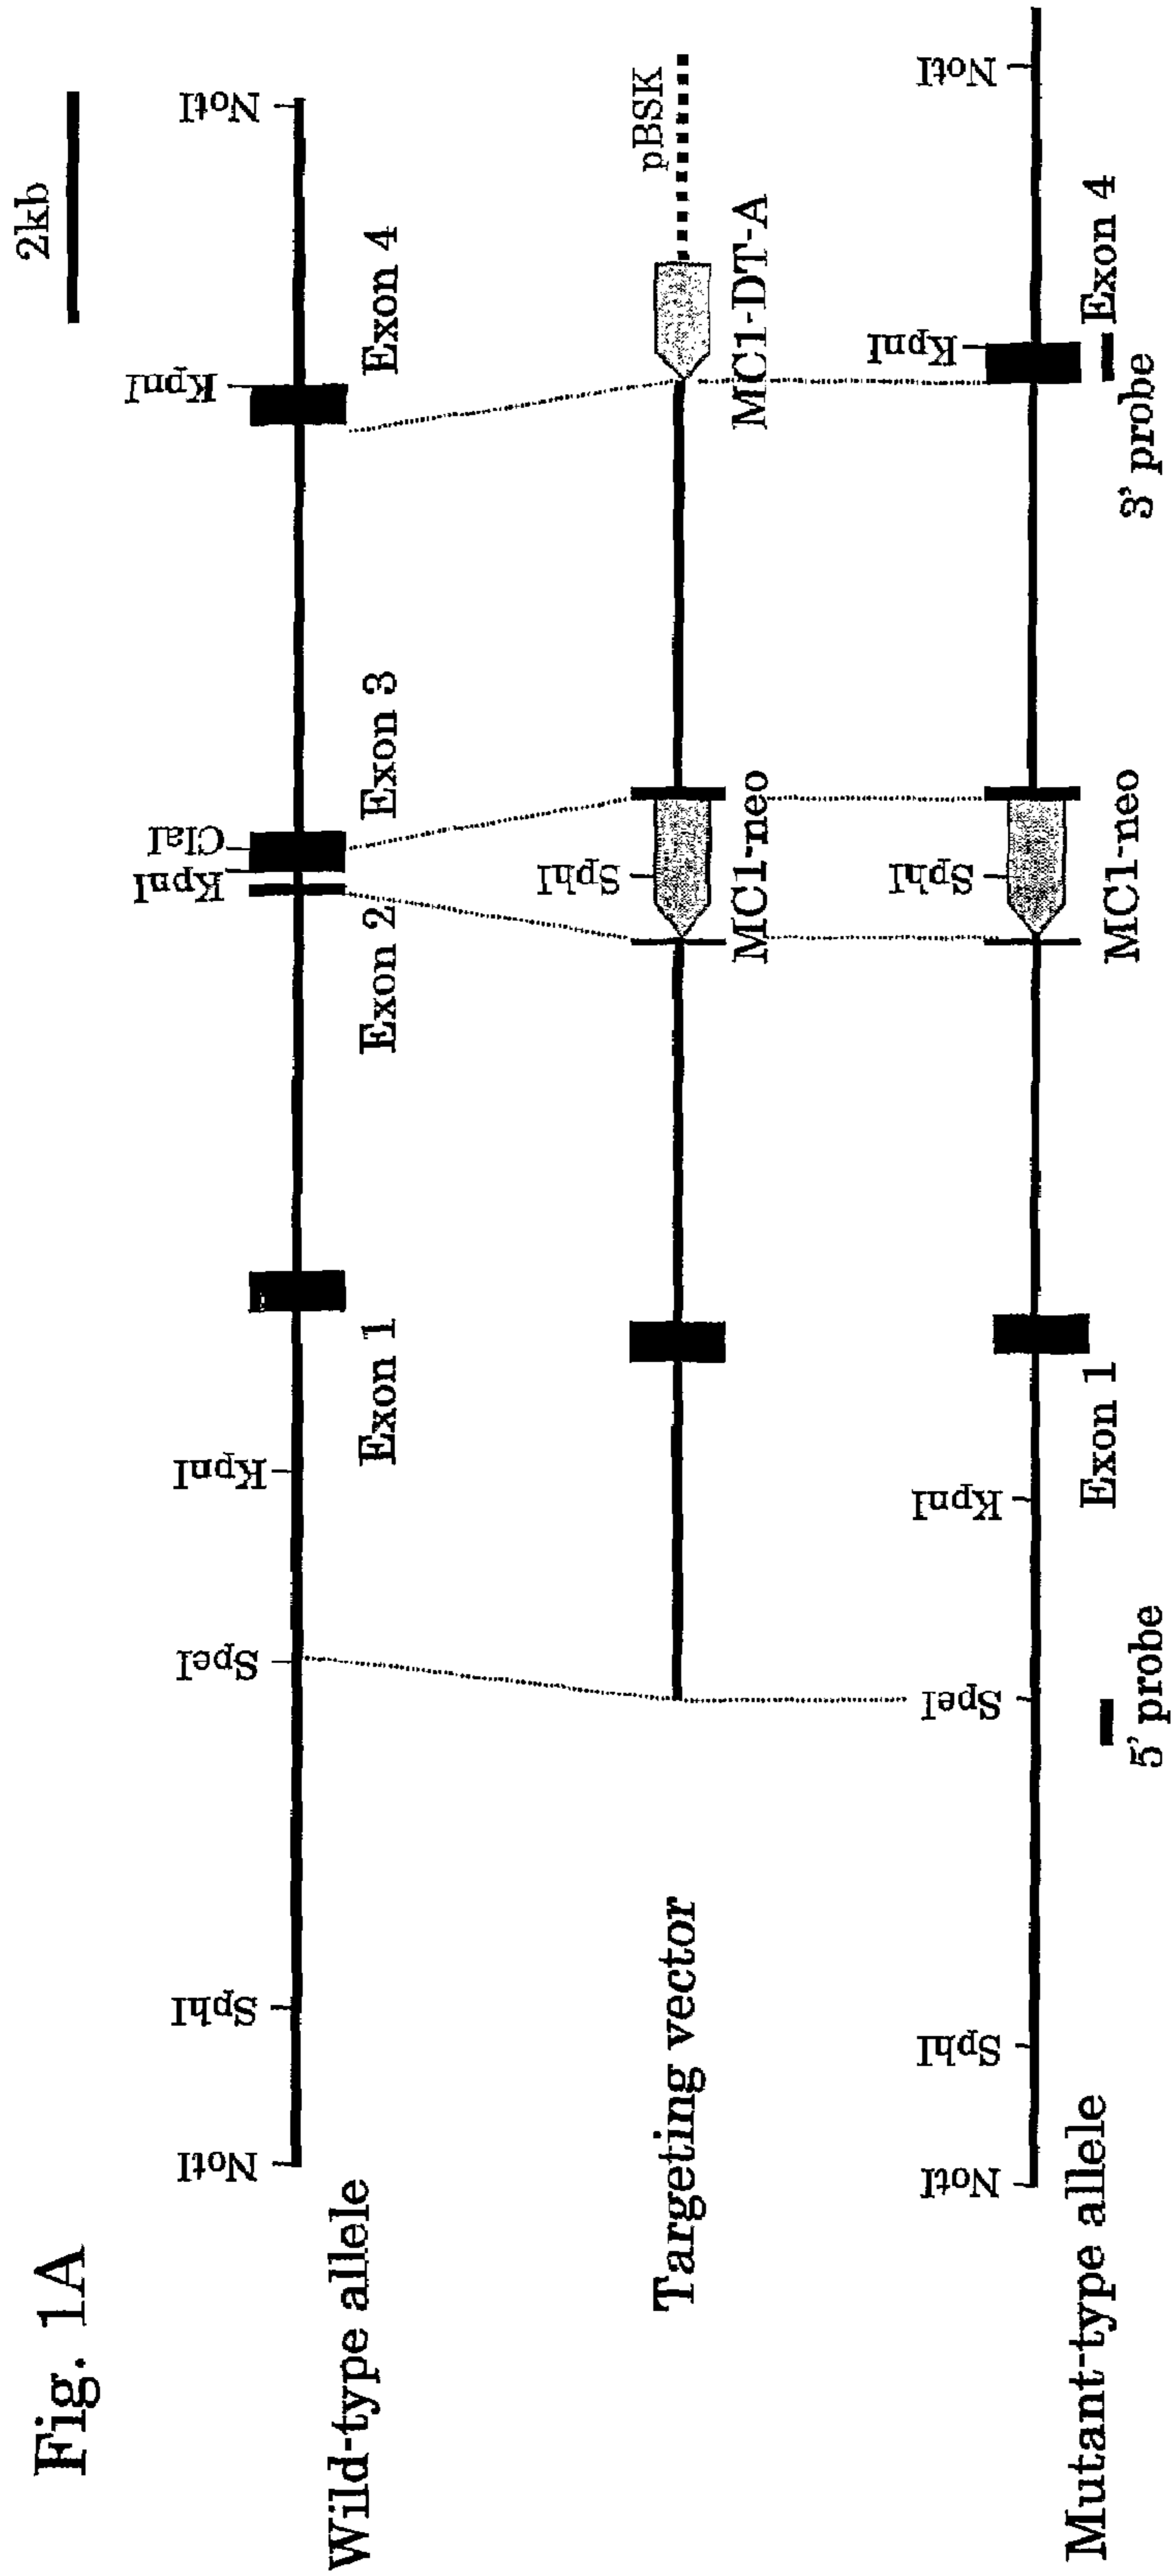 Fig. 1A
2kb
NotI
SphI
SpeI
KpnI
KpnI
ClaI
KpnI
NotI
Exon 1
Exon 2
Exon 3
Exon 4
Wild-type allele
pBSK
SphI
Targeting vector
MC1-neo
MC1-DT-A
NotI
SphI
SpeI
KpnI
SphI
KpnI
NotI
Mutant-type allele
Exon 1
MC1-neo
Exon 4
5' probe
3' probe